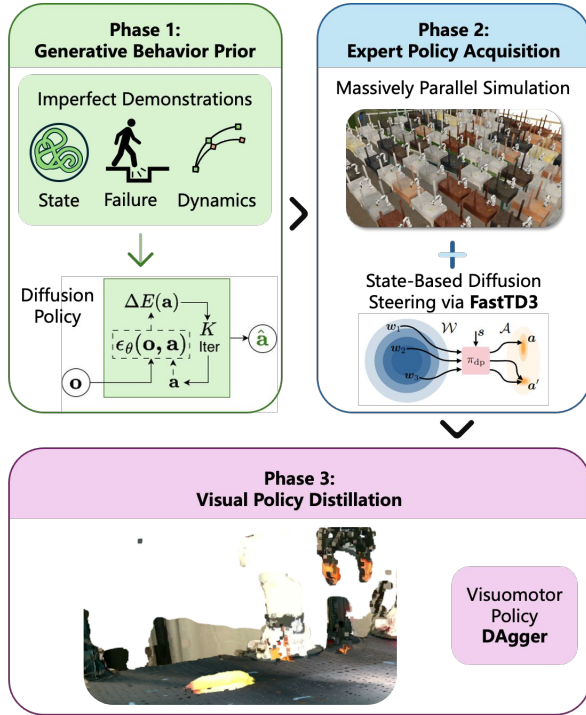 Phase 1:
Generative Behavior Prior
Imperfect Demonstrations
State
Failure
Dynamics
Diffusion
Policy
ΔE(a)
ϵθ(o, a)
K
Iter
â
o
a
Phase 2:
Expert Policy Acquisition
Massively Parallel Simulation
State-Based Diffusion
Steering via FastTD3
w1
w2
w3
𝒲
s
πdp
𝒜
a
a′
Phase 3:
Visual Policy Distillation
Visuomotor
Policy
DAgger